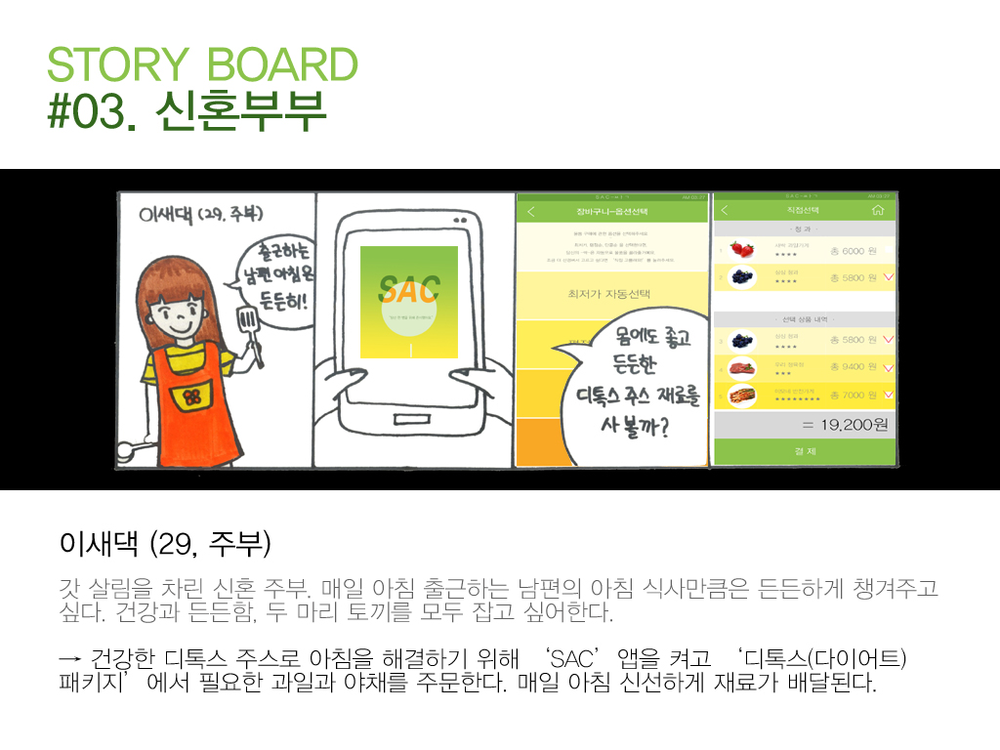 STORY BOARD
#03. 신혼부부
이새댁 (29, 주부)
출근하는
남편 아침은
든든히!
SAC
장바구니-옵션선택
최저가 자동선택
몸에도 좋고
든든한
디톡스 주스 재료를
사 볼까?
직접선택
· 청 과 ·
총 6000 원
총 5800 원
· 선택 상품 내역 ·
총 5800 원
총 9400 원
총 7000 원
= 19,200원
결 제
이새댁 (29, 주부)
갓 살림을 차린 신혼 주부. 매일 아침 출근하는 남편의 아침 식사만큼은 든든하게 챙겨주고
싶다. 건강과 든든함, 두 마리 토끼를 모두 잡고 싶어한다.
→ 건강한 디톡스 주스로 아침을 해결하기 위해 ‘SAC’ 앱을 켜고 ‘디톡스(다이어트)
패키지’ 에서 필요한 과일과 야채를 주문한다. 매일 아침 신선하게 재료가 배달된다.